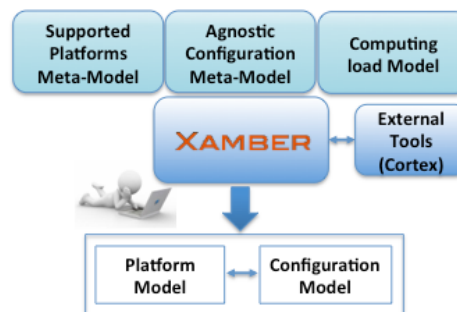 Supported
Platforms
Meta-Model
Agnostic
Configuration
Meta-Model
Computing
load Model
XAMBER
External
Tools
(Cortex)
Platform
Model
Configuration
Model